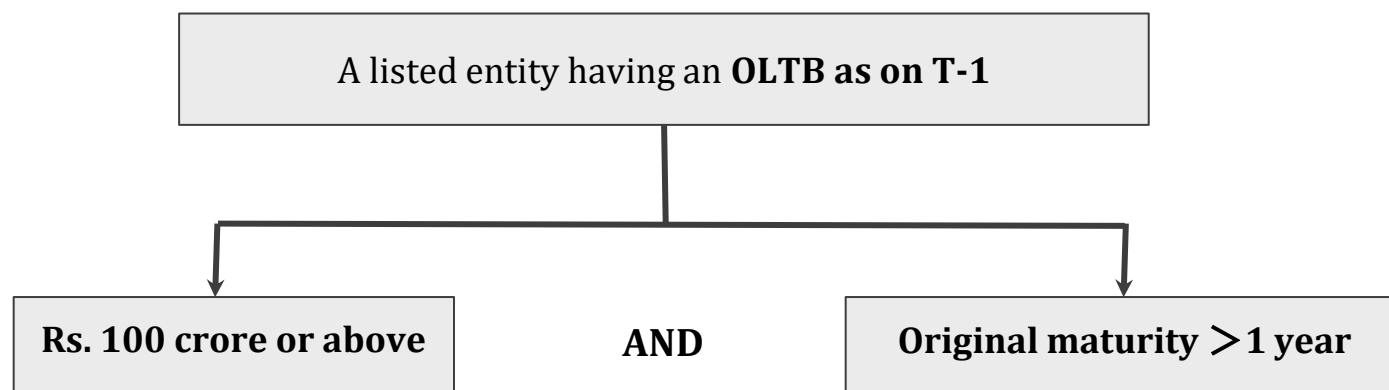 A listed entity having an OLTB as on T-1
Rs. 100 crore or above
AND
Original maturity >1 year